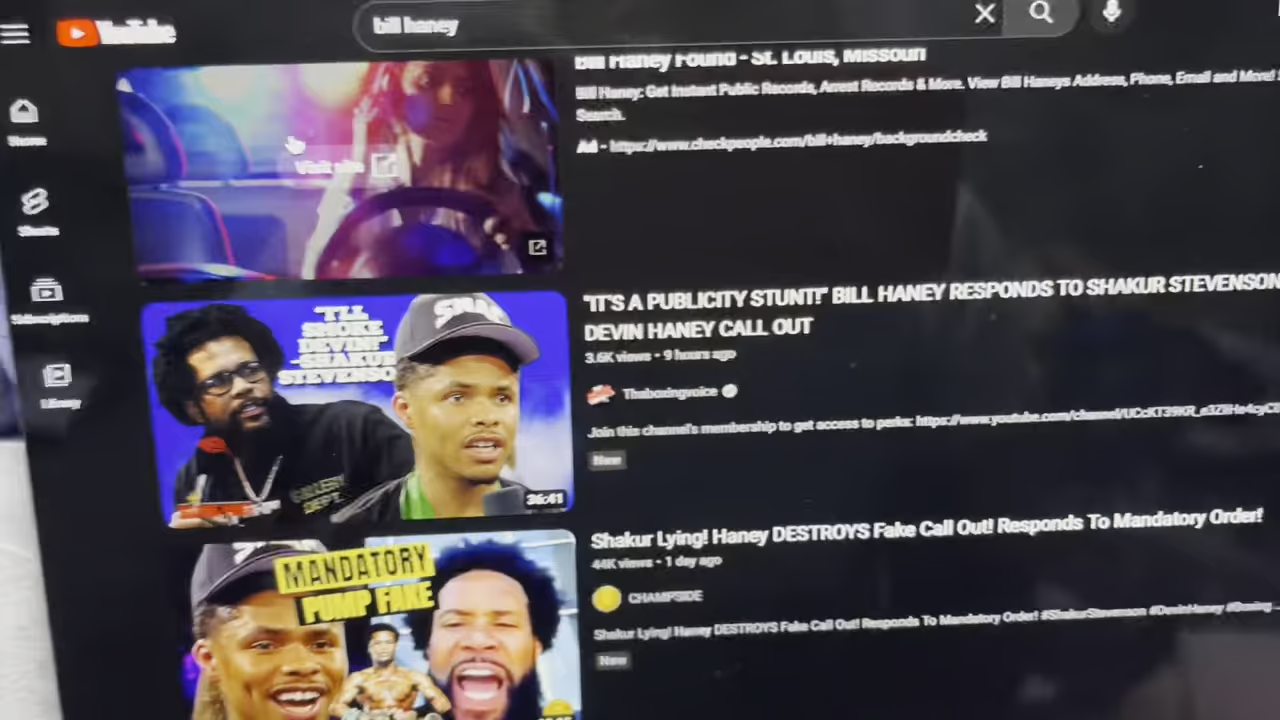 YouTube
bill haney
Bill Haney Found - St. Louis, Missouri
Bill Haney: Get Instant Public Records, Arrest Records & More. View Bill Haneys Address, Phone, Email and More!
Search.
Ad - https://www.checkpeople.com/bill+haney/backgroundcheck
Visit site
Home
Shorts
Subscriptions
Library
"I'LL
SMOKE
DEVIN!"
-SHAKUR
STEVENSO
GALLERY
DEPT.
36:41
"IT'S A PUBLICITY STUNT!" BILL HANEY RESPONDS TO SHAKUR STEVENSON
DEVIN HANEY CALL OUT
3.6K views • 9 hours ago
Thaboxingvoice
Join this channel's membership to get access to perks: https://www.youtube.com/channel/
New
MANDATORY
PUMP FAKE
Shakur Lying! Haney DESTROYS Fake Call Out! Responds To Mandatory Order!
44K views • 1 day ago
CHAMPSIDE
Shakur Lying! Haney DESTROYS Fake Call Out! Responds To Mandatory Order! #ShakurStevenson #DevinHaney #Boxing
New